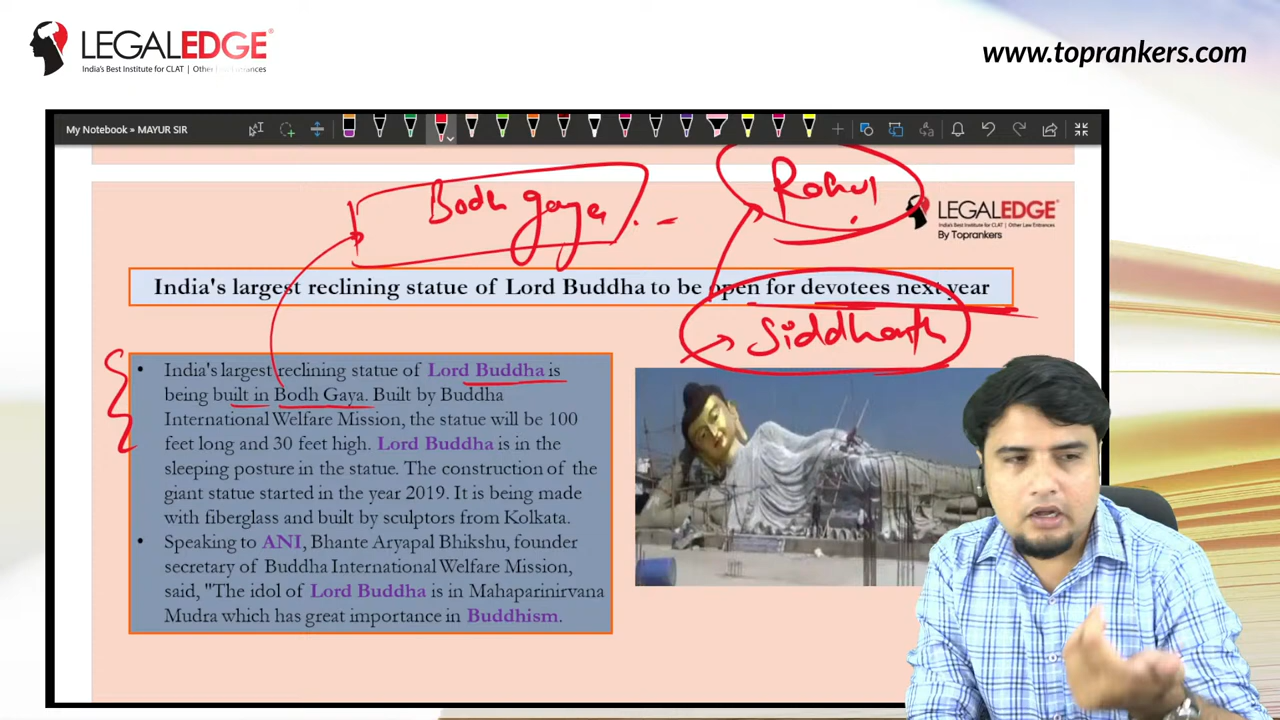 LEGALEDGE
India's Best Institute for CLAT | Other Law Entrances
www.toprankers.com
My Notebook » MAYUR SIR
Bodh gaya
Rahul
LEGALEDGE
India's Best Institute for CLAT | Other Law Entrances
By Toprankers
India's largest reclining statue of Lord Buddha to be open for devotees next year
Siddharth
• India's largest reclining statue of Lord Buddha is
being built in Bodh Gaya. Built by Buddha
International Welfare Mission, the statue will be 100
feet long and 30 feet high. Lord Buddha is in the
sleeping posture in the statue. The construction of the
giant statue started in the year 2019. It is being made
with fiberglass and built by sculptors from Kolkata.
• Speaking to ANI, Bhante Aryapal Bhikshu, founder
secretary of Buddha International Welfare Mission,
said, "The idol of Lord Buddha is in Mahaparinirvana
Mudra which has great importance in Buddhism.